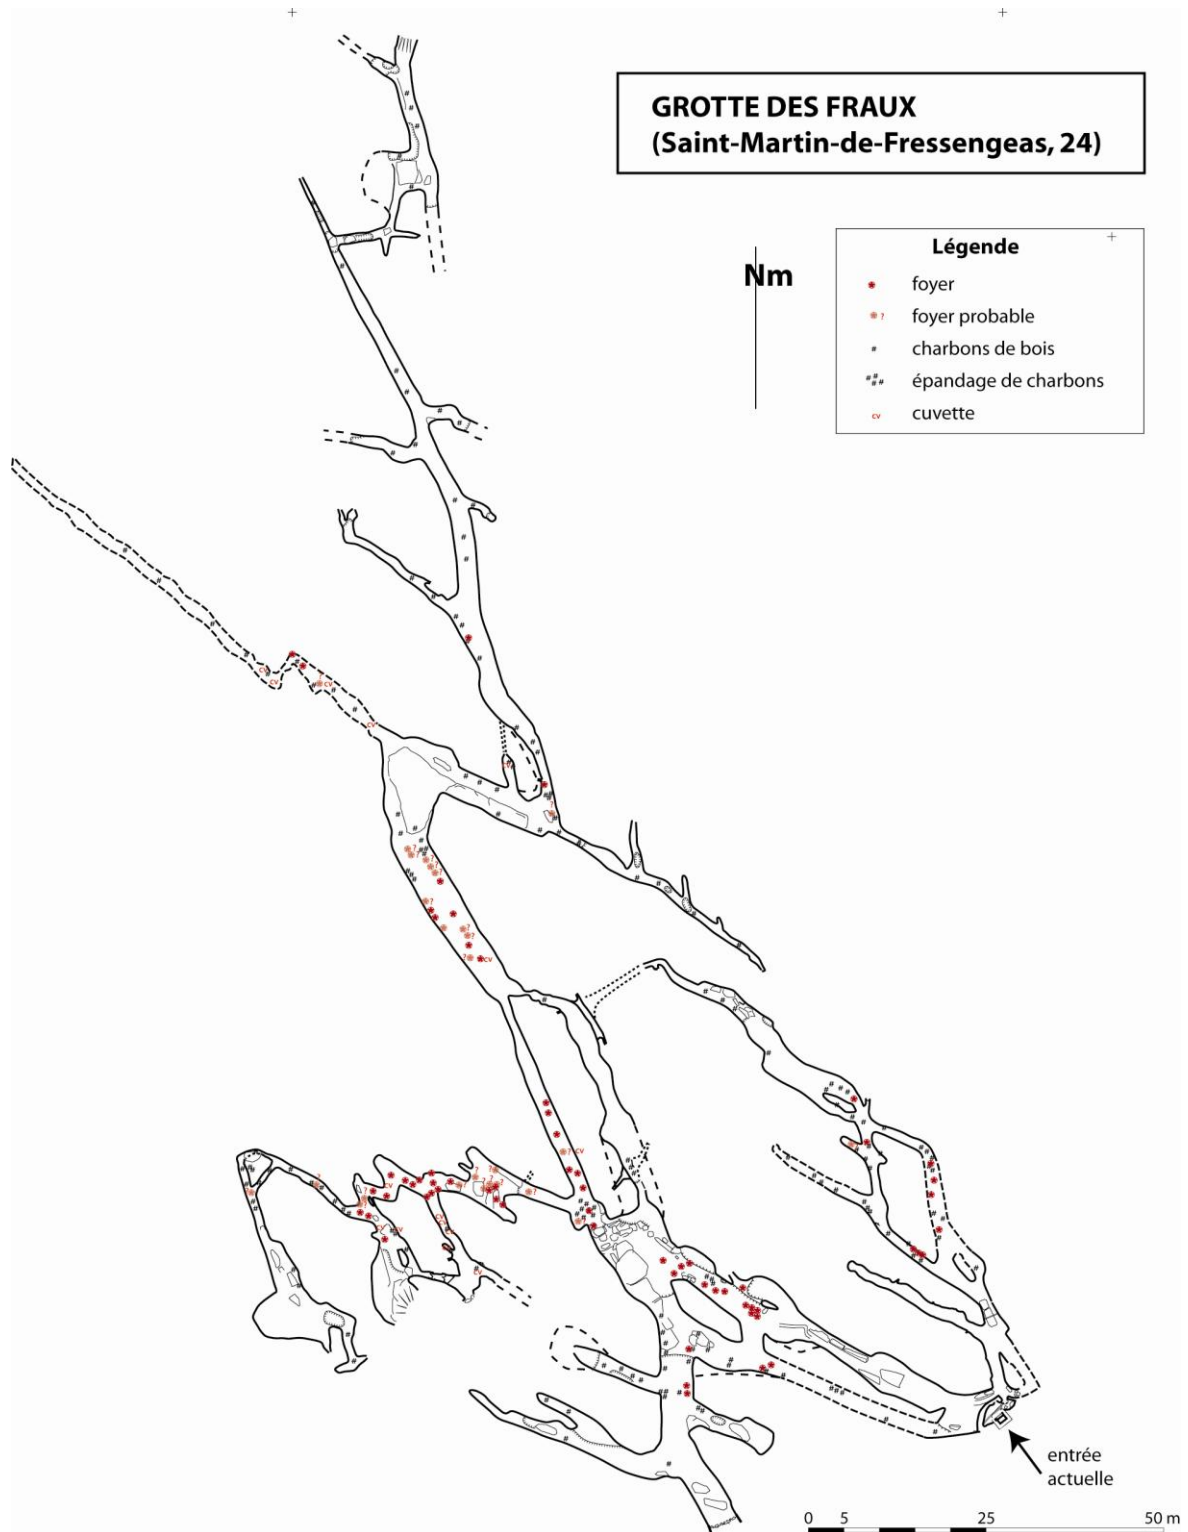 GROTTE DES FRAUX
(Saint-Martin-de-Fressengeas, 24)
Nm
Légende
foyer
? foyer probable
# charbons de bois
#### épandage de charbons
cv cuvette
entrée
actuelle
0 5 25 50 m